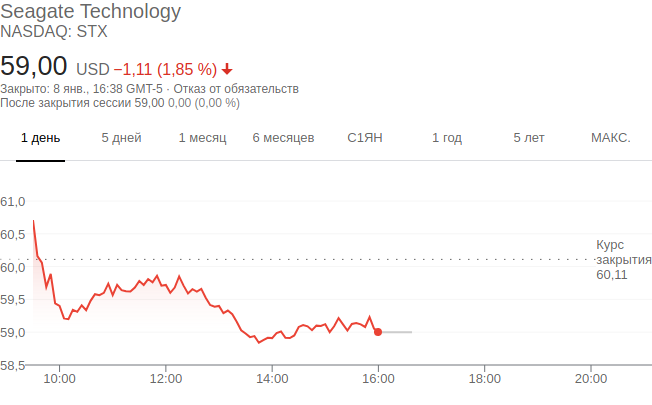 Seagate Technology
NASDAQ: STX
59,00 USD −1,11 (1,85 %)
Закрыто: 8 янв., 16:38 GMT-5 · Отказ от обязательств
После закрытия сессии 59,00 0,00 (0,00 %)
1 день 5 дней 1 месяц 6 месяцев С1ЯН 1 год 5 лет МАКС.
61,0
60,5
Курс
закрытия
60,11
60,0
59,5
59,0
58,5
10:00 12:00 14:00 16:00 18:00 20:00